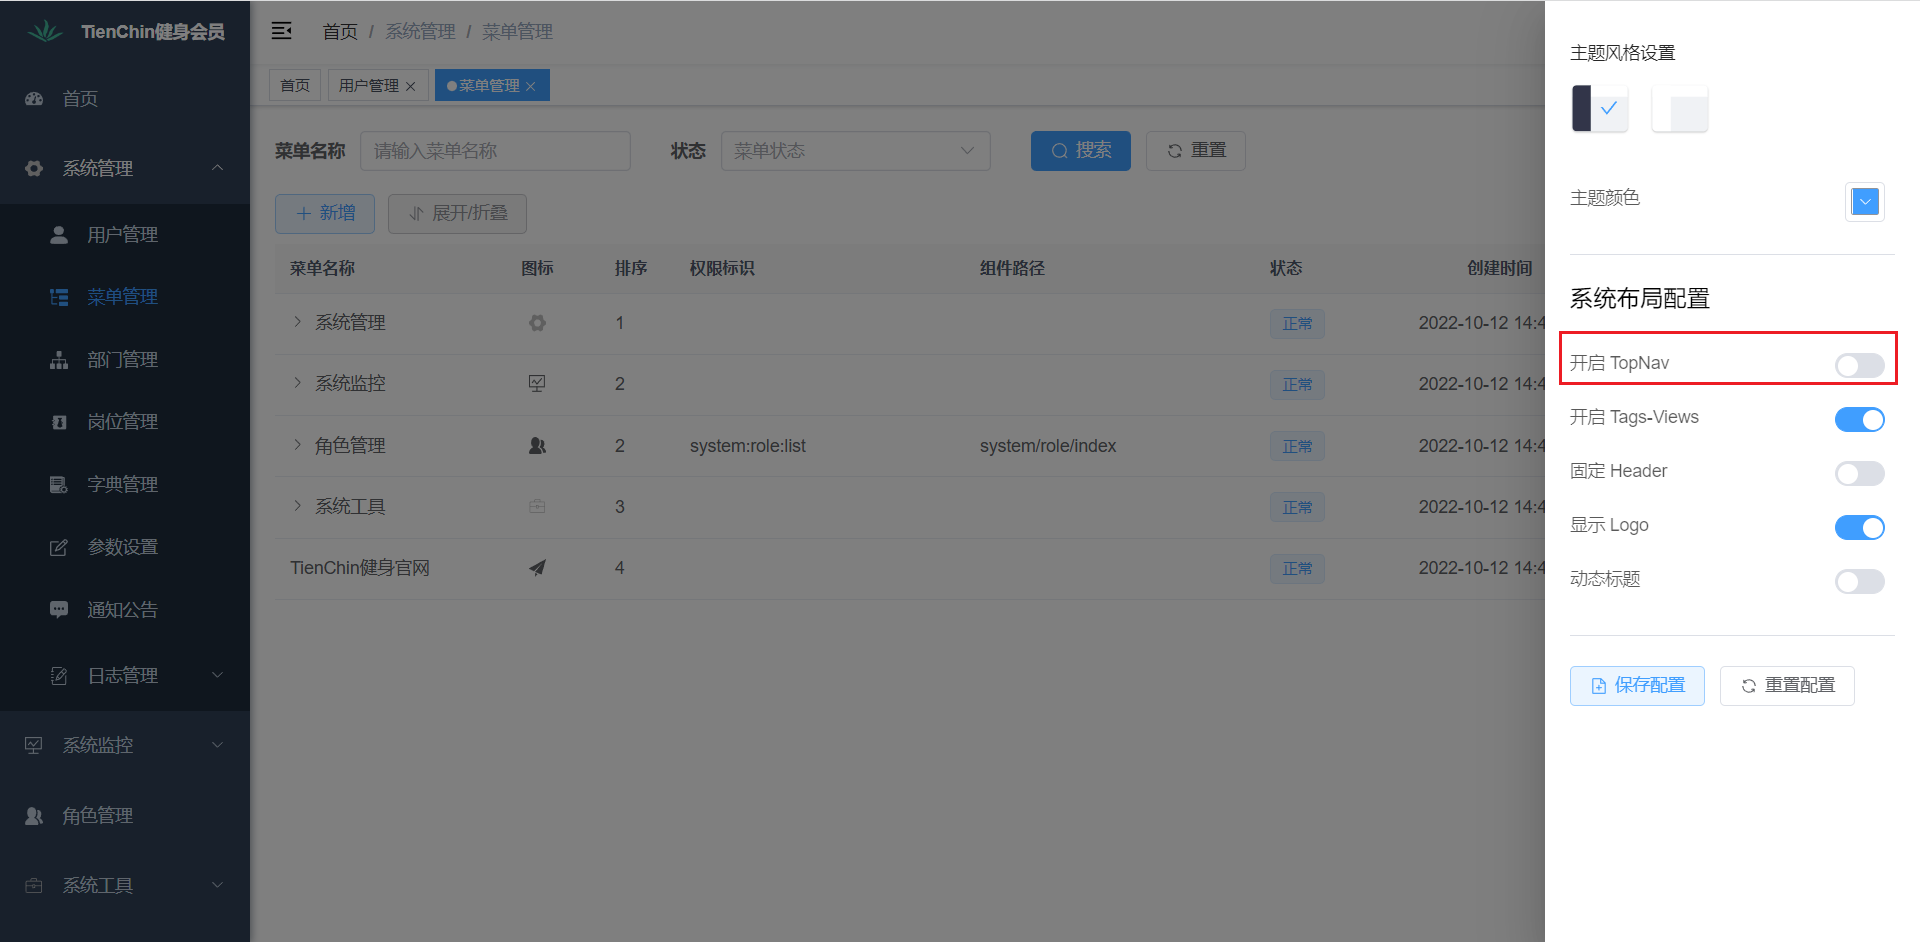 TienChin健身会员
首页
系统管理
用户管理
菜单管理
部门管理
岗位管理
字典管理
参数设置
通知公告
日志管理
系统监控
角色管理
系统工具
首页 / 系统管理 / 菜单管理
首页 用户管理 菜单管理
菜单名称 请输入菜单名称 状态 菜单状态 搜索 重置
新增 展开/折叠
菜单名称 图标 排序 权限标识 组件路径 状态 创建时间
系统管理 1 正常 2022-10-12 14:4
系统监控 2 正常 2022-10-12 14:4
角色管理 2 system:role:list system/role/index 正常 2022-10-12 14:4
系统工具 3 正常 2022-10-12 14:4
TienChin健身官网 4 正常 2022-10-12 14:4
主题风格设置
主题颜色
系统布局配置
开启 TopNav
开启 Tags-Views
固定 Header
显示 Logo
动态标题
保存配置 重置配置